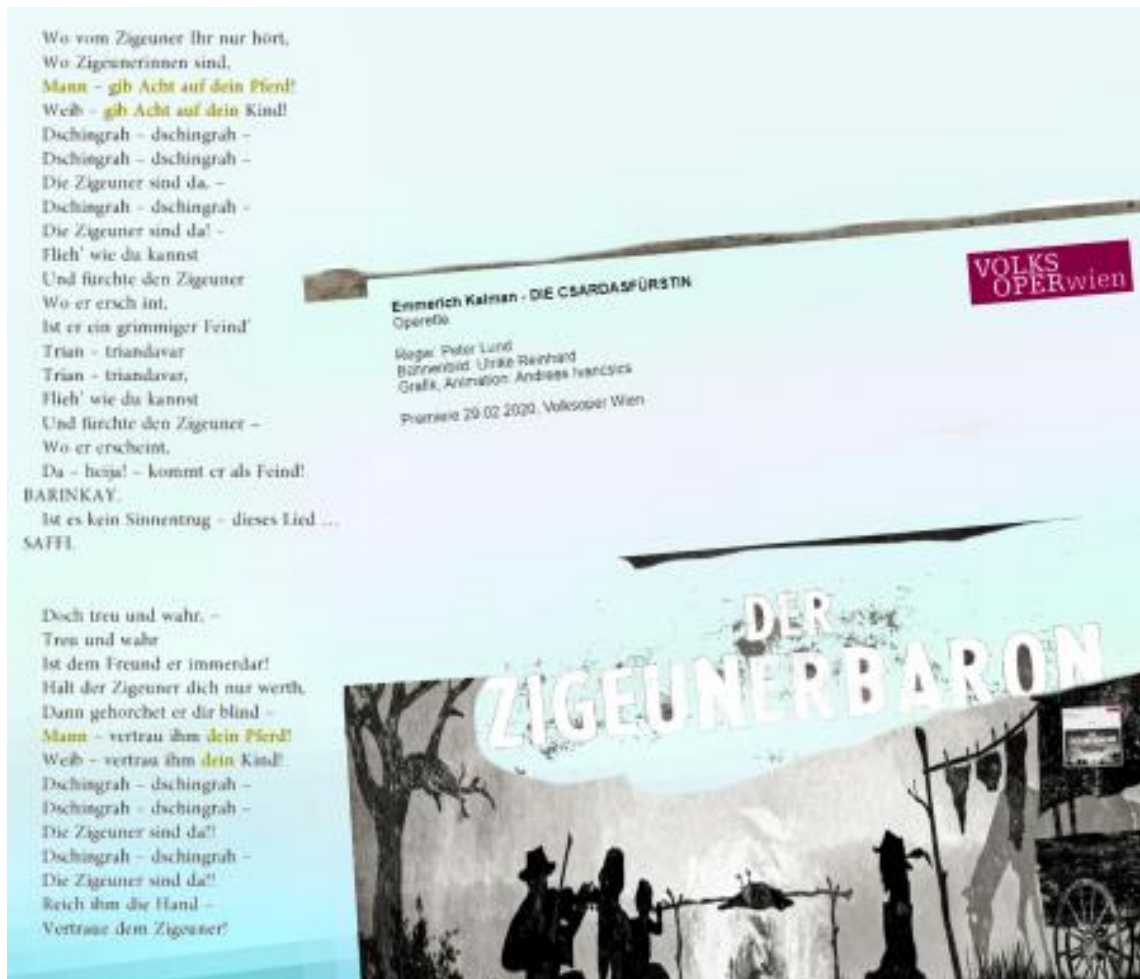 Wo vom Zigeuner Ihr nur hört,
Wo Zigeunerinnen sind,
Mann – gib Acht auf dein Pferd!
Weib – gib Acht auf dein Kind!
Dschingrah – dschingrah –
Dschingrah – dschingrah –
Die Zigeuner sind da, –
Dschingrah – dschingrah –
Die Zigeuner sind da! –
Flieh' wie du kannst
Und fürchte den Zigeuner
Wo er ersch int,
Ist er ein grimmiger Feind'
Trian – triandavar
Trian – triandavar,
Flieh' wie du kannst
Und fürchte den Zigeuner –
Wo er erscheint,
Da – heija! – kommt er als Feind!
BARINKAY.
Ist es kein Sinnentrug – dieses Lied ...
SAFFI.
Doch treu und wahr, –
Treu und wahr
Ist dem Freund er immerdar!
Halt der Zigeuner dich nur werth,
Dann gehorchet er dir blind –
Mann – vertrau ihm dein Pferd!
Weib – vertrau ihm dein Kind!
Dschingrah – dschingrah –
Dschingrah – dschingrah –
Die Zigeuner sind da!!
Dschingrah – dschingrah –
Die Zigeuner sind da!!
Reich ihm die Hand –
Vertraue dem Zigeuner!
Emmerich Kalman - DIE CSARDASFÜRSTIN
Operette
Regie: Peter Lund
Bühnenbild: Ulrike Reinhard
Grafik, Animation: Andreas Ivancsics
Premiere 29.02.2020, Volksoper Wien
VOLKS
OPERwien
DER
ZIGEUNERBARON